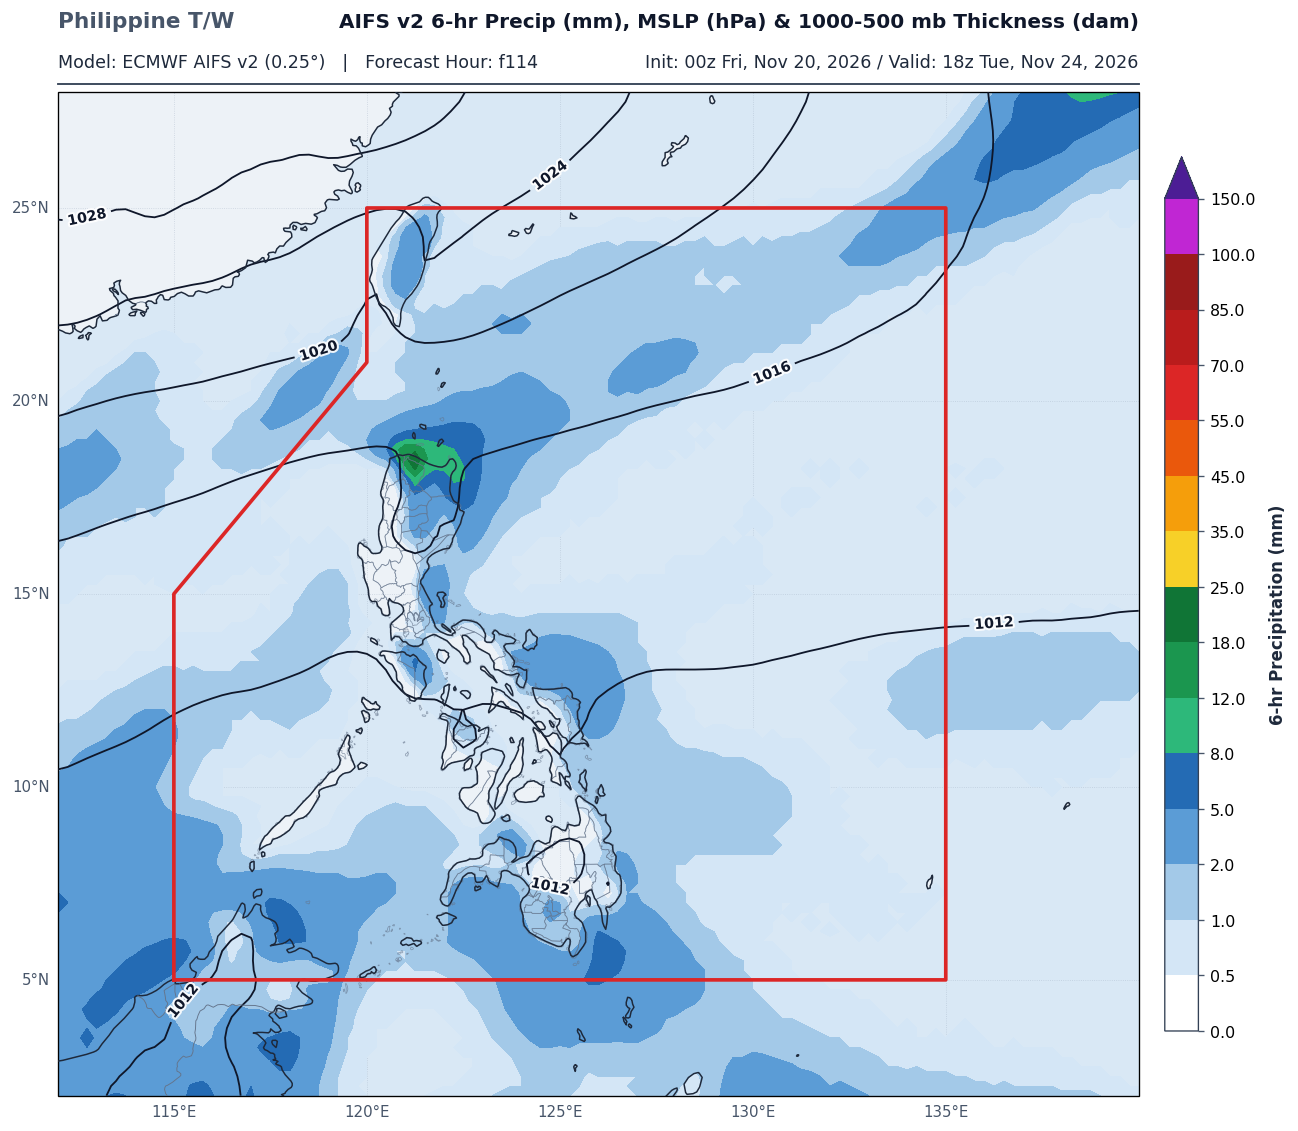 Philippine T/W
AIFS v2 6-hr Precip (mm), MSLP (hPa) & 1000-500 mb Thickness (dam)
Model: ECMWF AIFS v2 (0.25°)   |   Forecast Hour: f114
Init: 00z Fri, Nov 20, 2026 / Valid: 18z Tue, Nov 24, 2026
1028
1024
1020
1016
1012
1012
1012
25°N
20°N
15°N
10°N
5°N
115°E
120°E
125°E
130°E
135°E
150.0
100.0
85.0
70.0
55.0
45.0
35.0
25.0
18.0
12.0
8.0
5.0
2.0
1.0
0.5
0.0
6-hr Precipitation (mm)